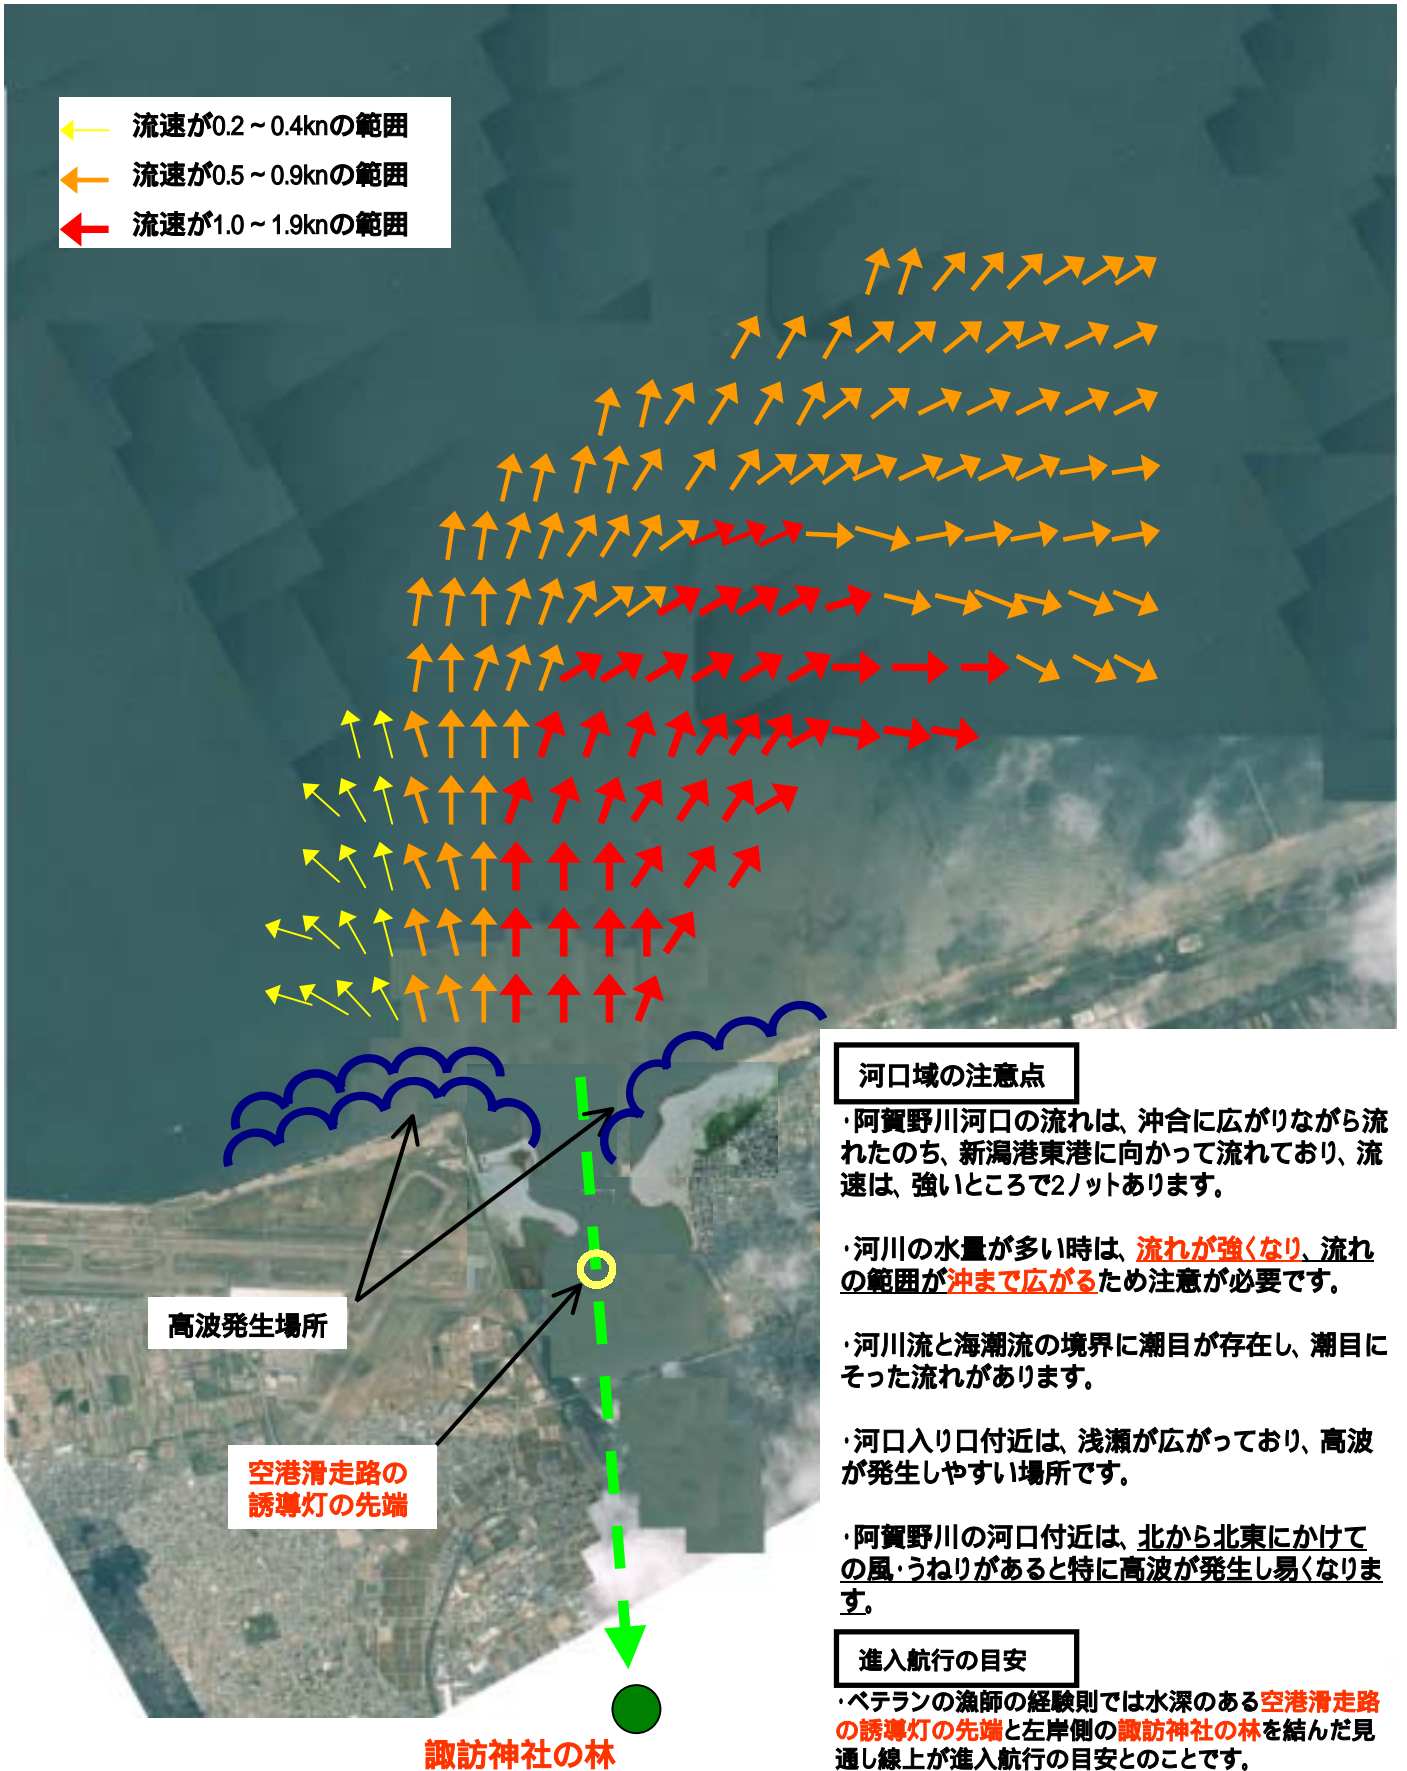 流速が0.2～0.4knの範囲
流速が0.5～0.9knの範囲
流速が1.0～1.9knの範囲
高波発生場所
空港滑走路の
誘導灯の先端
諏訪神社の林
河口域の注意点
・阿賀野川河口の流れは、沖合に広がりながら流
れたのち、新潟港東港に向かって流れており、流
速は、強いところで2ノットあります。
・河川の水量が多い時は、流れが強くなり、流れ
の範囲が沖まで広がるため注意が必要です。
・河川流と海潮流の境界に潮目が存在し、潮目に
そった流れがあります。
・河口入り口付近は、浅瀬が広がっており、高波
が発生しやすい場所です。
・阿賀野川の河口付近は、北から北東にかけて
の風・うねりがあると特に高波が発生し易くなりま
す。
進入航行の目安
・ベテランの漁師の経験則では水深のある空港滑走路
の誘導灯の先端と左岸側の諏訪神社の林を結んだ見
通し線上が進入航行の目安とのことです。